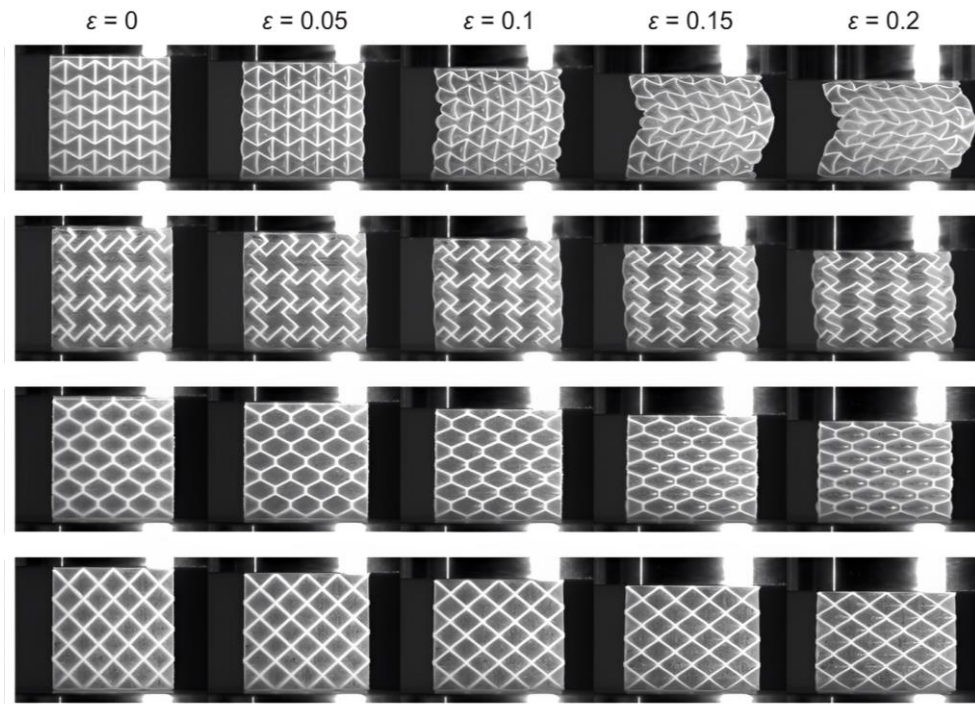 ε = 0 ε = 0.05 ε = 0.1 ε = 0.15 ε = 0.2